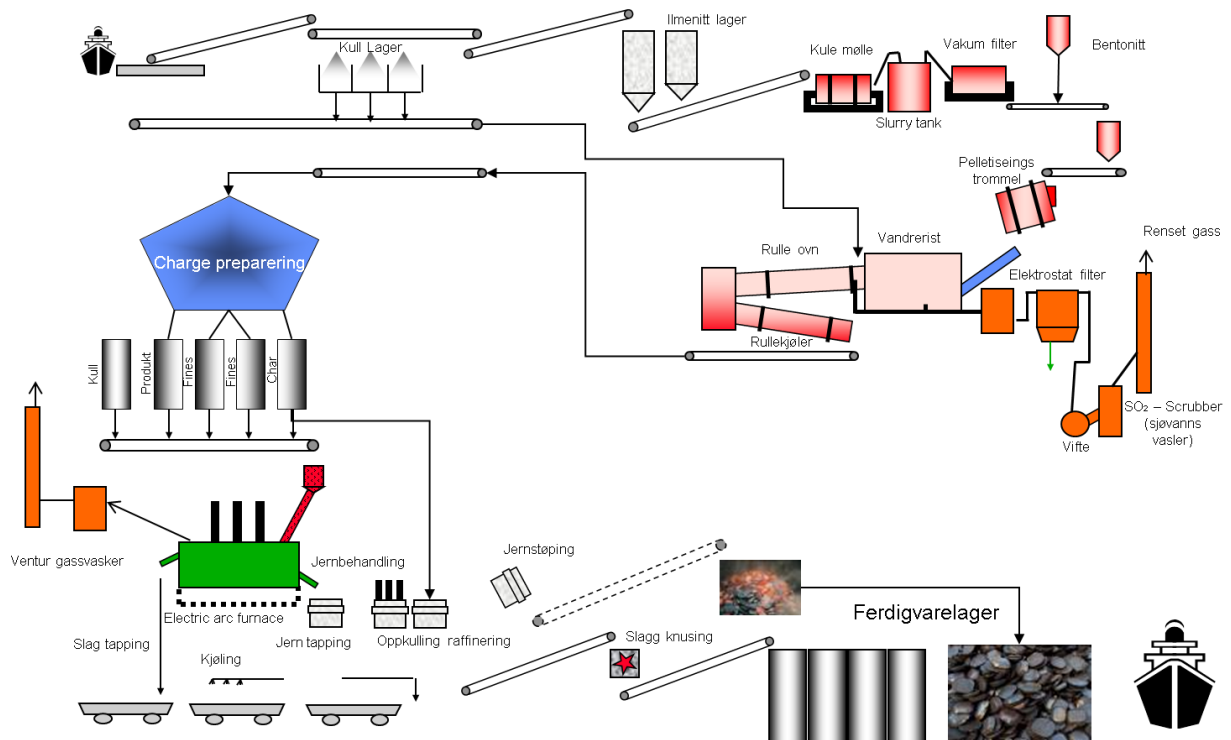 Ilmenitt lager
Kull Lager
Kule mølle
Vakum filter
Bentonitt
Slurry tank
Pelletiseings
trommel
Renset gass
Vandrerist
Rulle ovn
Charge preparering
Elektrostat filter
Rullekjøler
Kull
Produkt
Fines
Fines
Char
SO₂ – Scrubber
(sjøvanns
vasler)
Vifte
Jernstøping
Ventur gassvasker
Jernbehandling
Ferdigvarelager
Electric arc furnace
Slag tapping
Jern tapping
Oppkulling raffinering
Slagg knusing
Kjøling